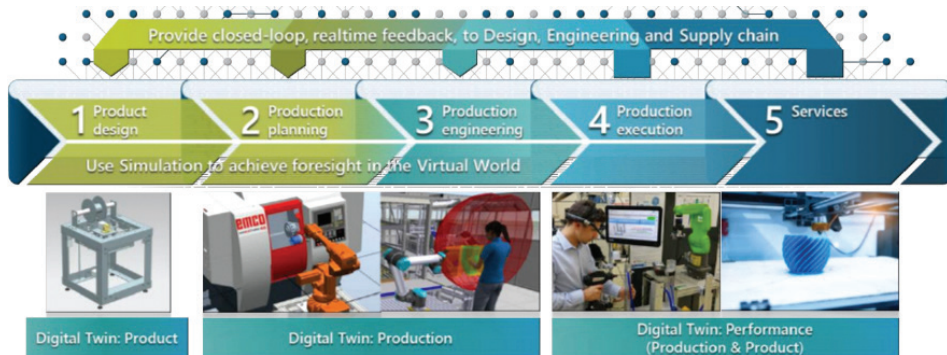 Provide closed-loop, realtime feedback, to Design, Engineering and Supply chain
1 Product
design
2 Production
planning
3 Production
engineering
4 Production
execution
5 Services
Use Simulation to achieve foresight in the Virtual World
EMCO
Digital Twin: Product
Digital Twin: Production
Digital Twin: Performance
(Production & Product)